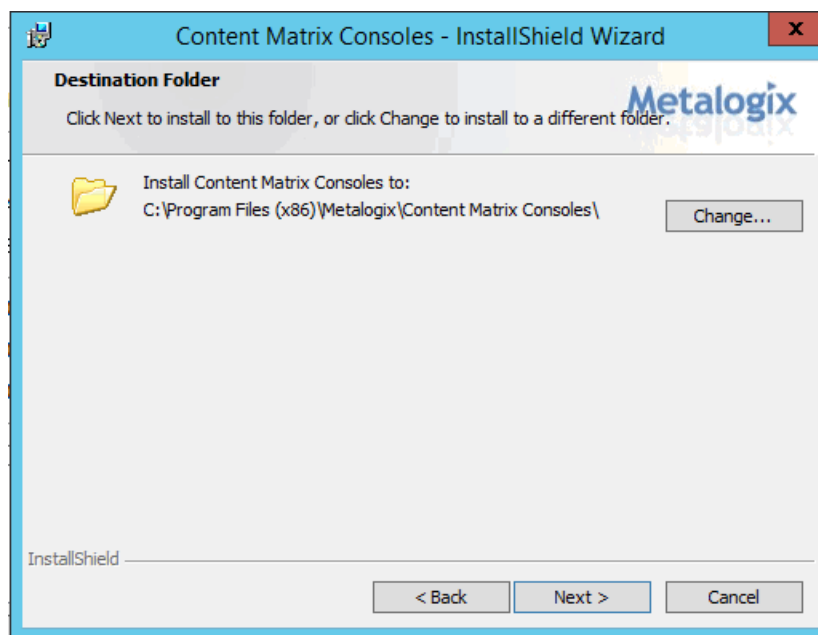 Content Matrix Consoles - InstallShield Wizard
x
Destination Folder
Click Next to install to this folder, or click Change to install to a different folder.
Metalogix
Install Content Matrix Consoles to:
C:\Program Files (x86)\Metalogix\Content Matrix Consoles\
Change...
InstallShield
< Back
Next >
Cancel